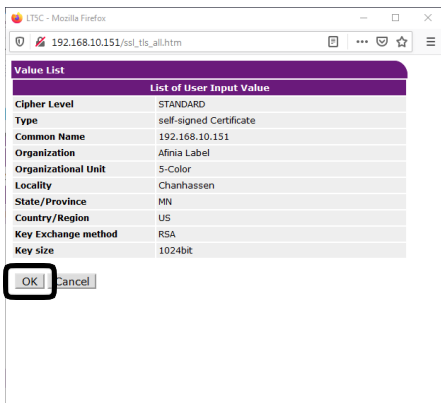 LT5C - Mozilla Firefox
192.168.10.151/ssl_tls_all.htm
Value List
List of User Input Value
Cipher Level STANDARD
Type self-signed Certificate
Common Name 192.168.10.151
Organization Afinia Label
Organizational Unit 5-Color
Locality Chanhassen
State/Province MN
Country/Region US
Key Exchange method RSA
Key size 1024bit
OK Cancel